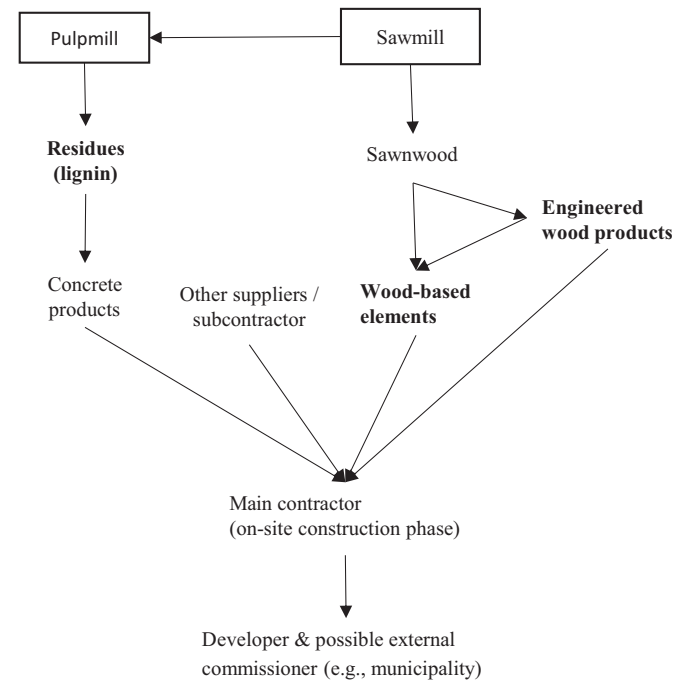 Pulpmill
Sawmill
Residues
(lignin)
Sawnwood
Engineered
wood products
Concrete
products
Other suppliers /
subcontractor
Wood-based
elements
Main contractor
(on-site construction phase)
Developer & possible external
commissioner (e.g., municipality)